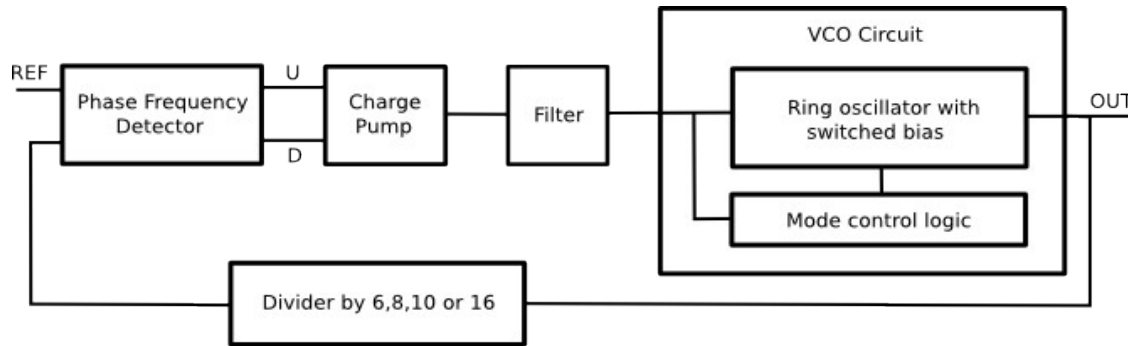 VCO Circuit
REF
U
OUT
Phase Frequency
Detector
Charge
Pump
Filter
Ring oscillator with
switched bias
D
Mode control logic
Divider by 6,8,10 or 16